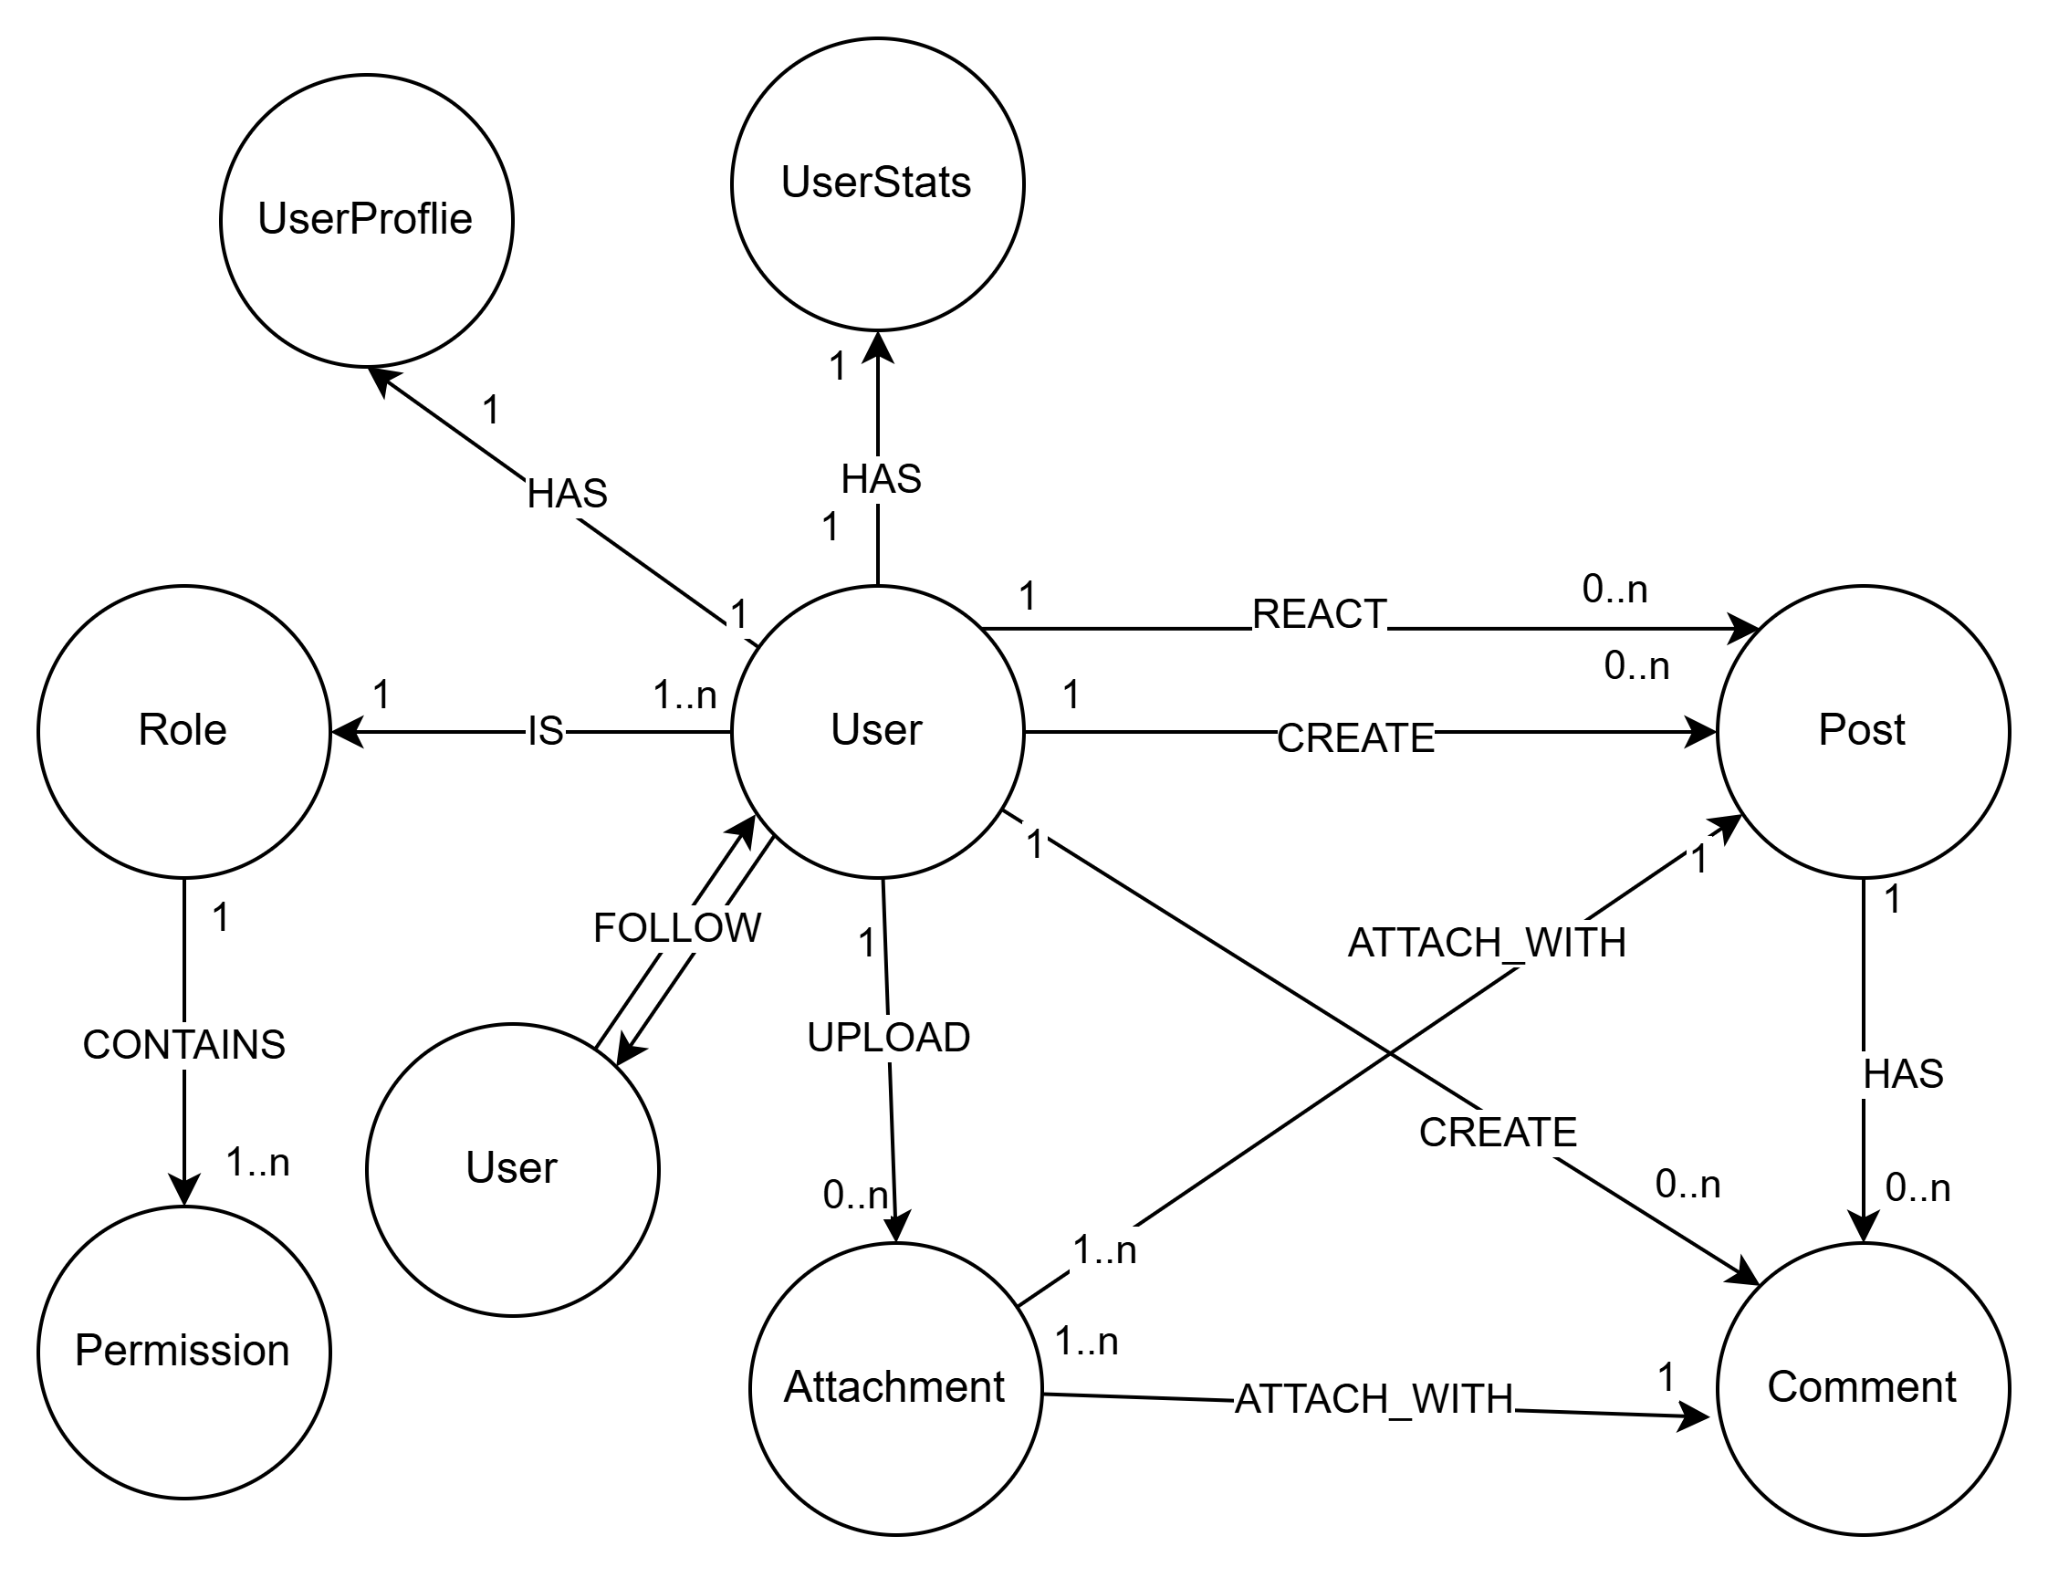 UserStats
UserProflie
1
1
HAS
HAS
1
1
1
REACT
0..n
0..n
Role
1
IS
1..n
User
1
CREATE
Post
1
1
1
1
FOLLOW
1
ATTACH_WITH
UPLOAD
CONTAINS
HAS
CREATE
1..n
User
0..n
0..n
0..n
1..n
Permission
1..n
Attachment
ATTACH_WITH
1
Comment